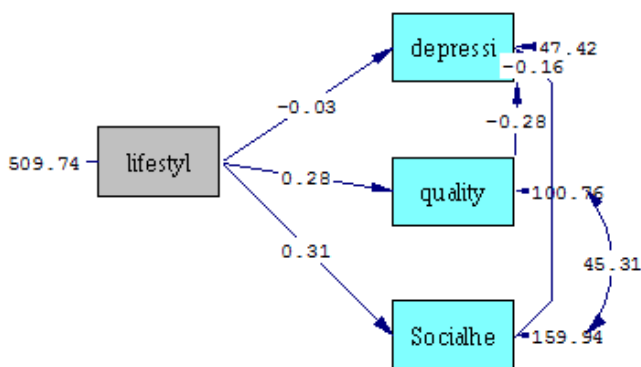 depressi
47.42
-0.16
-0.03
-0.28
509.74
lifestyl
0.28
quality
100.76
0.31
45.31
Socialhe
159.94